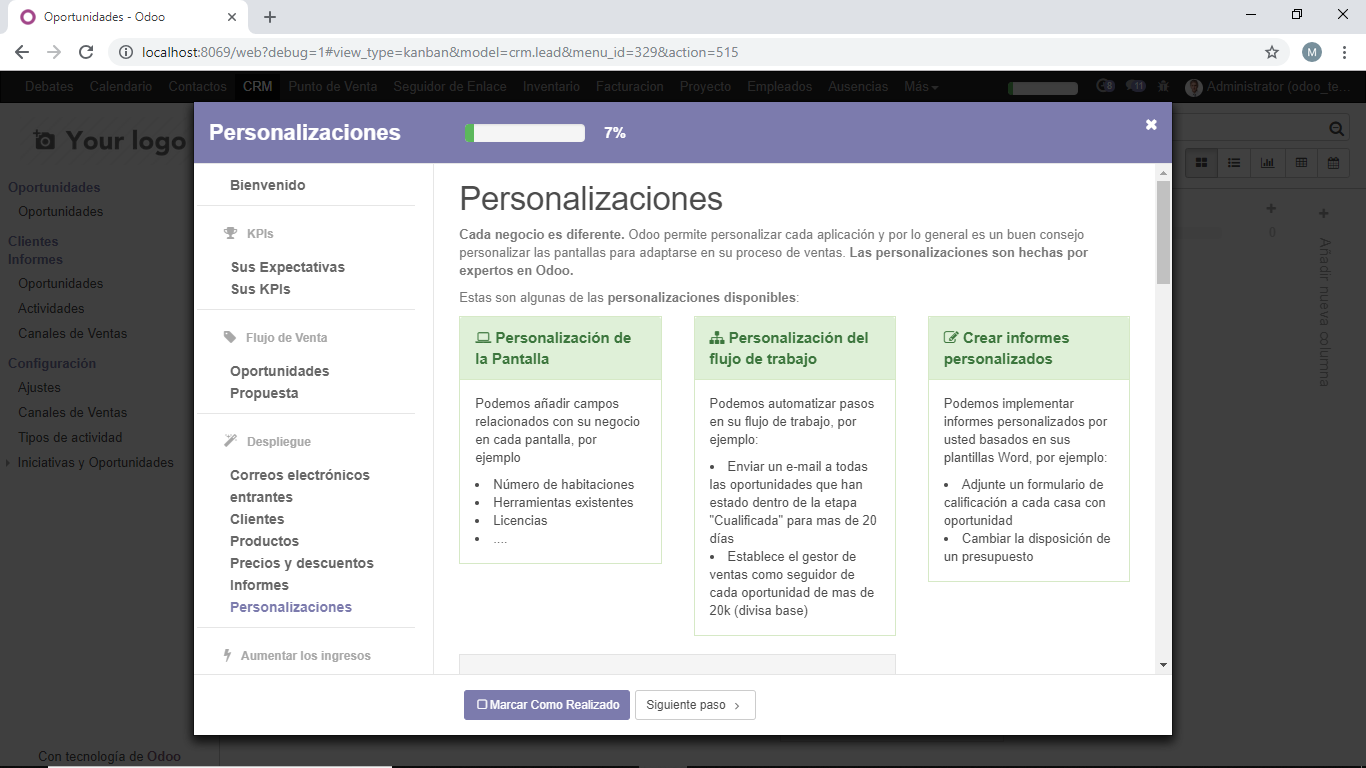 Oportunidades - Odoo
localhost:8069/web?debug=1#view_type=kanban&model=crm.lead&menu_id=329&action=515
M
Debates Calendario Contactos CRM Punto de Venta Seguidor de Enlace Inventario Facturacion Proyecto Empleados Ausencias Más 8 11 Administrator (odoo_te...
Your logo
Oportunidades
Oportunidades
Clientes
Informes
Oportunidades
Actividades
Canales de Ventas
Configuración
Ajustes
Canales de Ventas
Tipos de actividad
Iniciativas y Oportunidades
Con tecnología de Odoo
Personalizaciones 7%
Bienvenido
KPIs
Sus Expectativas
Sus KPIs
Flujo de Venta
Oportunidades
Propuesta
Despliegue
Correos electrónicos
entrantes
Clientes
Productos
Precios y descuentos
Informes
Personalizaciones
Aumentar los ingresos
Personalizaciones
Cada negocio es diferente. Odoo permite personalizar cada aplicación y por lo general es un buen consejo
personalizar las pantallas para adaptarse en su proceso de ventas. Las personalizaciones son hechas por
expertos en Odoo.
Estas son algunas de las personalizaciones disponibles:
Personalización de
la Pantalla
Podemos añadir campos
relacionados con su negocio
en cada pantalla, por
ejemplo
• Número de habitaciones
• Herramientas existentes
• Licencias
• ....
Personalización del
flujo de trabajo
Podemos automatizar pasos
en su flujo de trabajo, por
ejemplo:
• Enviar un e-mail a todas
las oportunidades que han
estado dentro de la etapa
"Cualificada" para mas de 20
días
• Establece el gestor de
ventas como seguidor de
cada oportunidad de mas de
20k (divisa base)
Crear informes
personalizados
Podemos implementar
informes personalizados por
usted basados en sus
plantillas Word, por ejemplo:
• Adjunte un formulario de
calificación a cada casa con
oportunidad
• Cambiar la disposición de
un presupuesto
Marcar Como Realizado
Siguiente paso
0
Añadir nueva columna